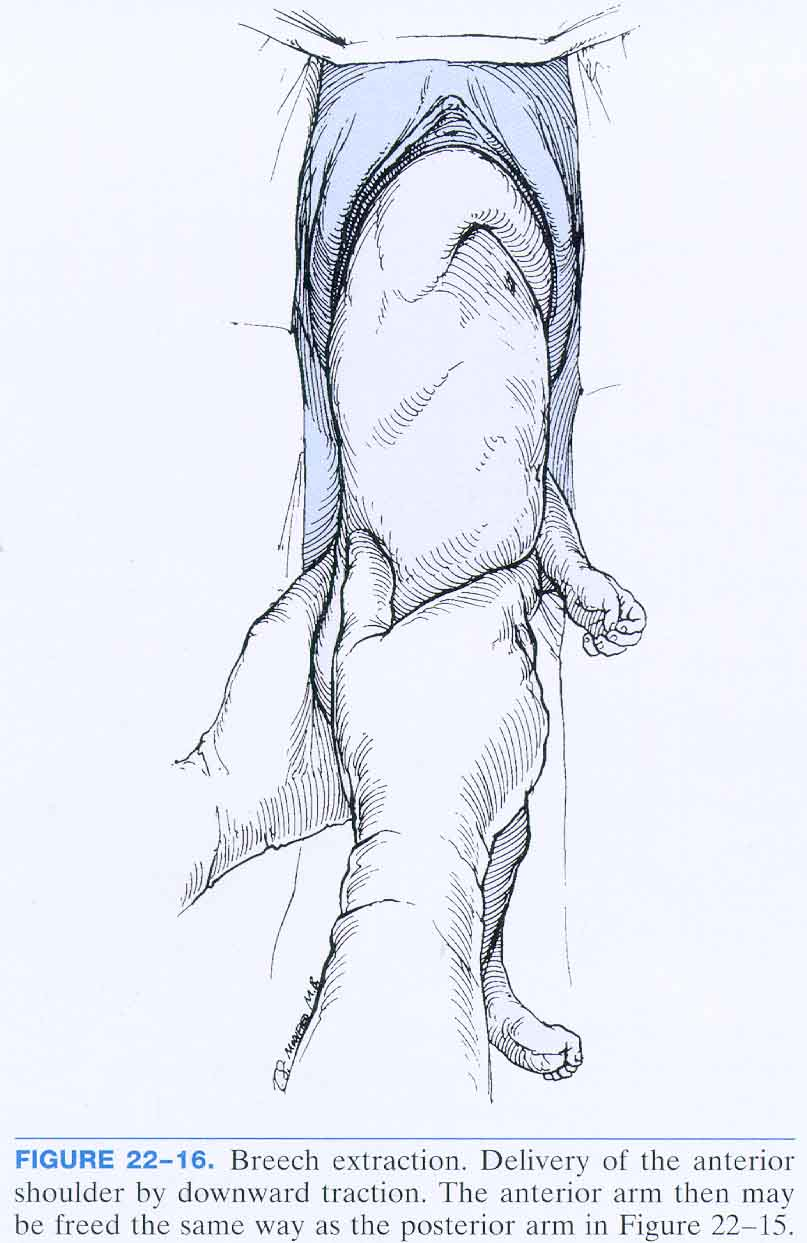 FIGURE 22–16. Breech extraction. Delivery of the anterior
shoulder by downward traction. The anterior arm then may
be freed the same way as the posterior arm in Figure 22–15.